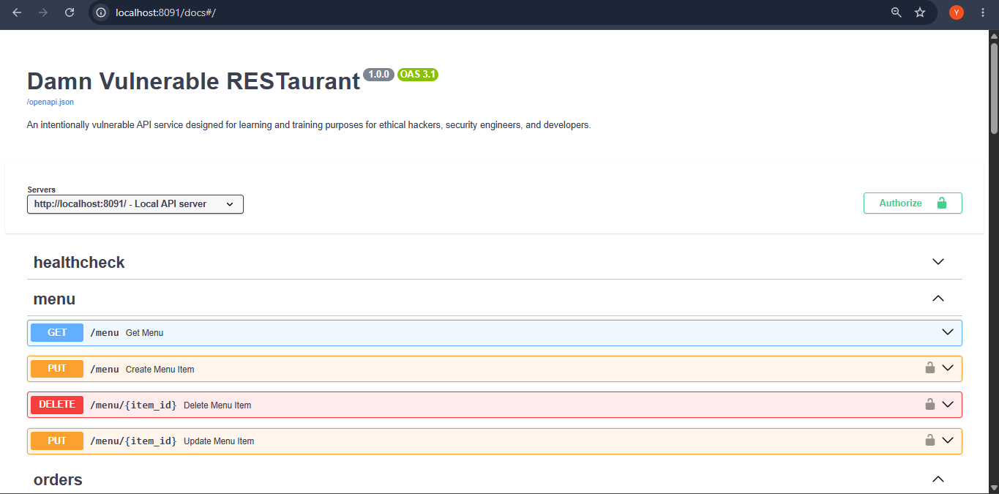 localhost:8091/docs#/
Y
Damn Vulnerable RESTaurant 1.0.0 OAS 3.1
/openapi.json
An intentionally vulnerable API service designed for learning and training purposes for ethical hackers, security engineers, and developers.
Servers
http://localhost:8091/ - Local API server
Authorize
healthcheck
menu
GET /menu Get Menu
PUT /menu Create Menu Item
DELETE /menu/{item_id} Delete Menu Item
PUT /menu/{item_id} Update Menu Item
orders